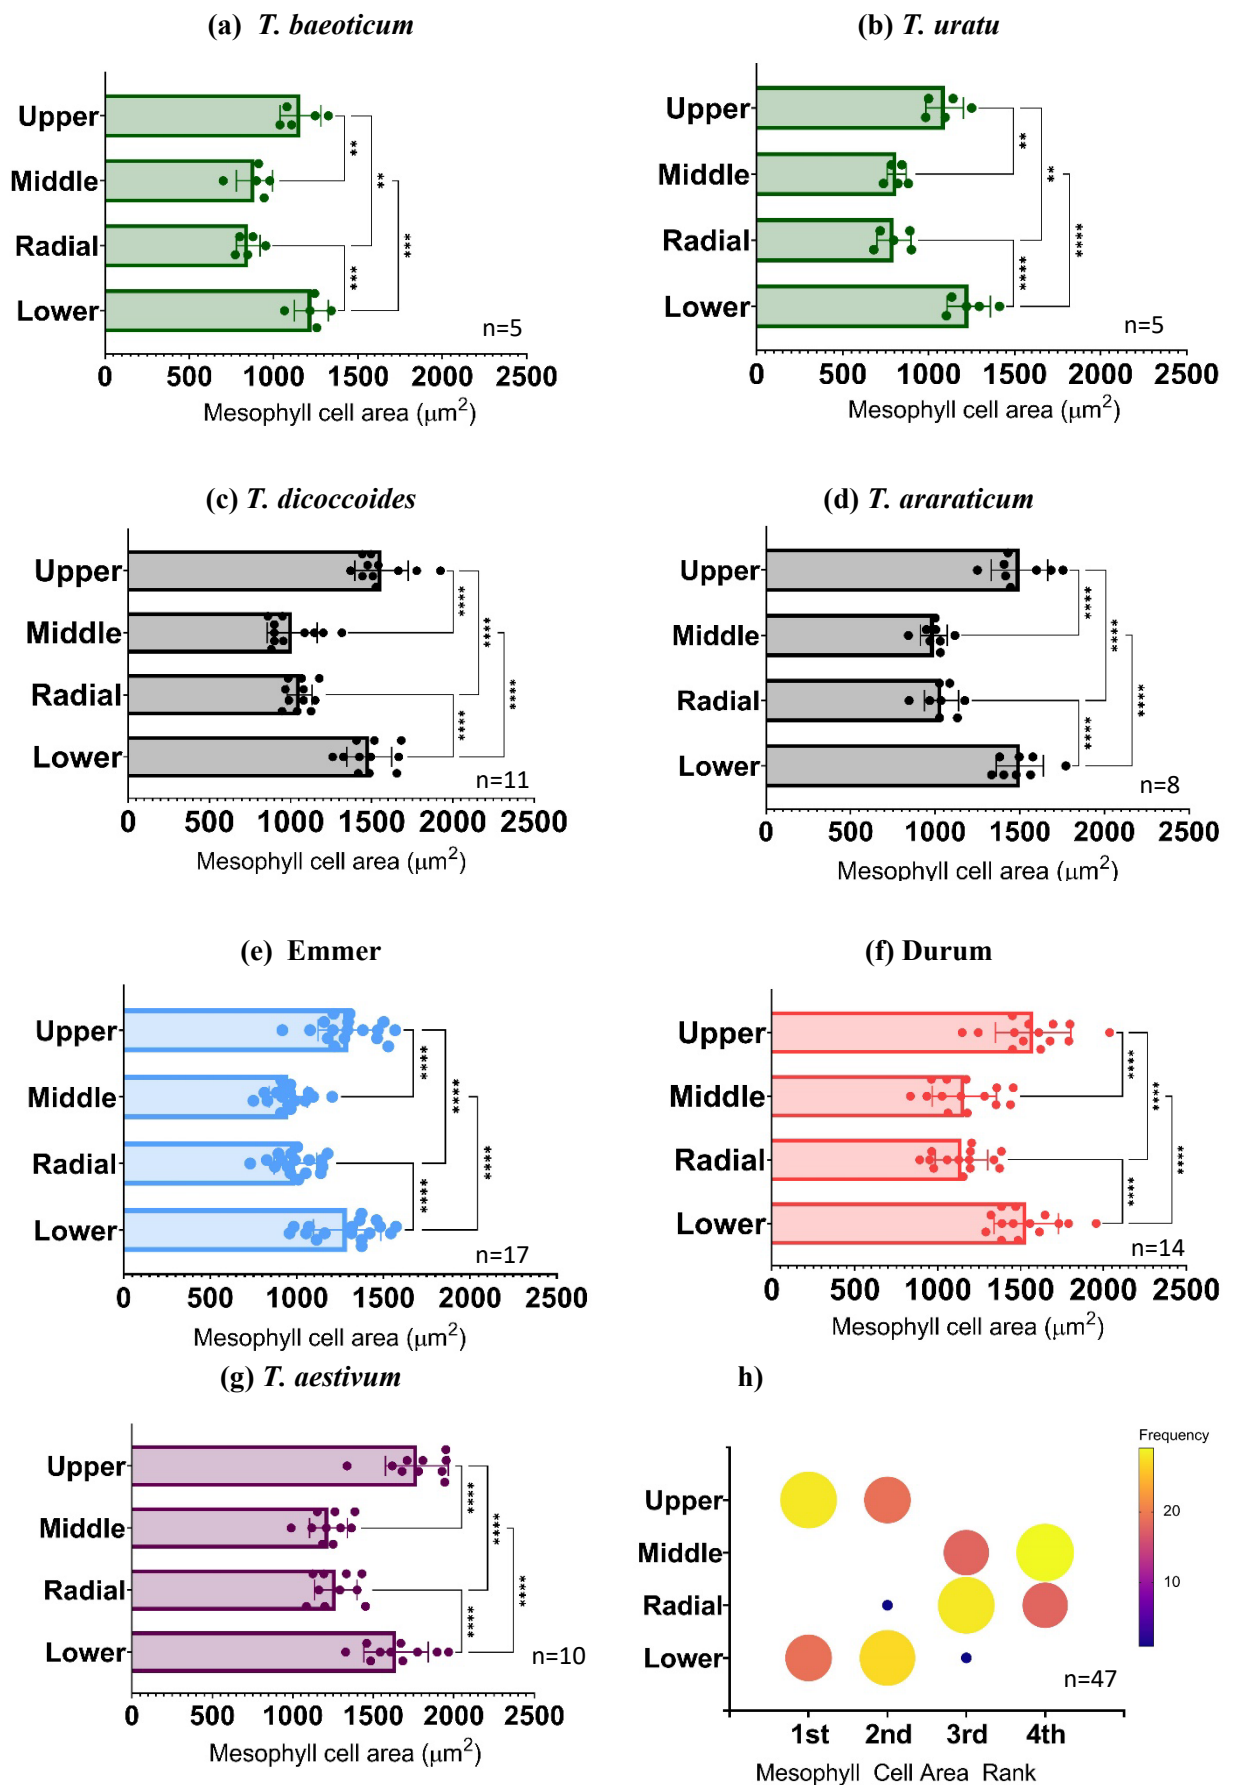 (a) T. baeoticum
Upper
Middle
Radial
Lower
**
**
***
***
n=5
0 500 1000 1500 2000 2500
Mesophyll cell area (μm²)
(b) T. uratu
Upper
Middle
Radial
Lower
**
**
****
****
n=5
0 500 1000 1500 2000 2500
Mesophyll cell area (μm²)
(c) T. dicoccoides
Upper
Middle
Radial
Lower
****
****
****
****
n=11
0 500 1000 1500 2000 2500
Mesophyll cell area (μm²)
(d) T. araraticum
Upper
Middle
Radial
Lower
****
****
****
****
n=8
0 500 1000 1500 2000 2500
Mesophyll cell area (μm²)
(e) Emmer
Upper
Middle
Radial
Lower
****
****
****
****
n=17
0 500 1000 1500 2000 2500
Mesophyll cell area (μm²)
(f) Durum
Upper
Middle
Radial
Lower
****
****
****
****
n=14
0 500 1000 1500 2000 2500
Mesophyll cell area (μm²)
(g) T. aestivum
Upper
Middle
Radial
Lower
****
****
****
****
n=10
0 500 1000 1500 2000 2500
Mesophyll cell area (μm²)
h)
Frequency
20
10
Upper
Middle
Radial
Lower
n=47
1st 2nd 3rd 4th
Mesophyll Cell Area Rank